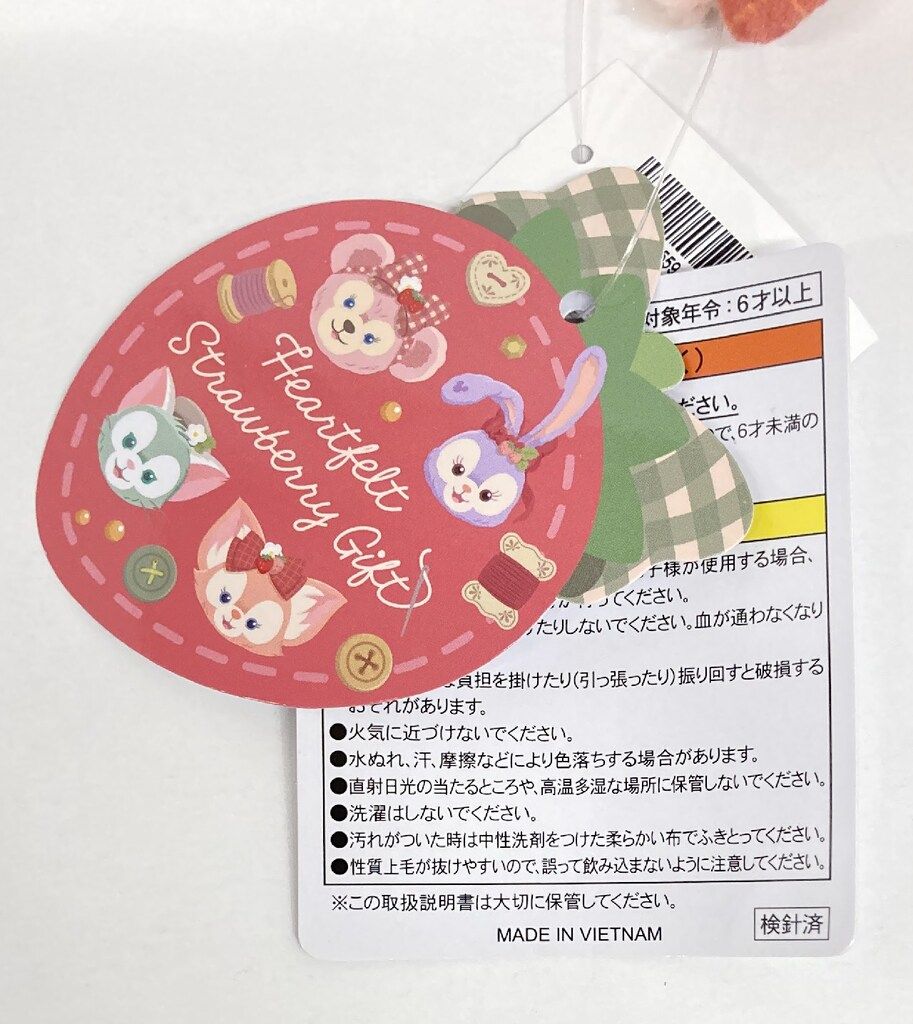 Heartfelt
Strawberry Gift
対象年令：6才以上
く）
ださい。
で、6才未満の
子様が使用する場合、
てください。
たりしないでください。血が通わなくなり
負担を掛けたり(引っ張ったり)振り回すと破損する
おそれがあります。
●火気に近づけないでください。
●水ぬれ、汗、摩擦などにより色落ちする場合があります。
●直射日光の当たるところや、高温多湿な場所に保管しないでください。
●洗濯はしないでください。
●汚れがついた時は中性洗剤をつけた柔らかい布でふきとってください。
●性質上毛が抜けやすいので、誤って飲み込まないように注意してください。
※この取扱説明書は大切に保管してください。
MADE IN VIETNAM
検針済